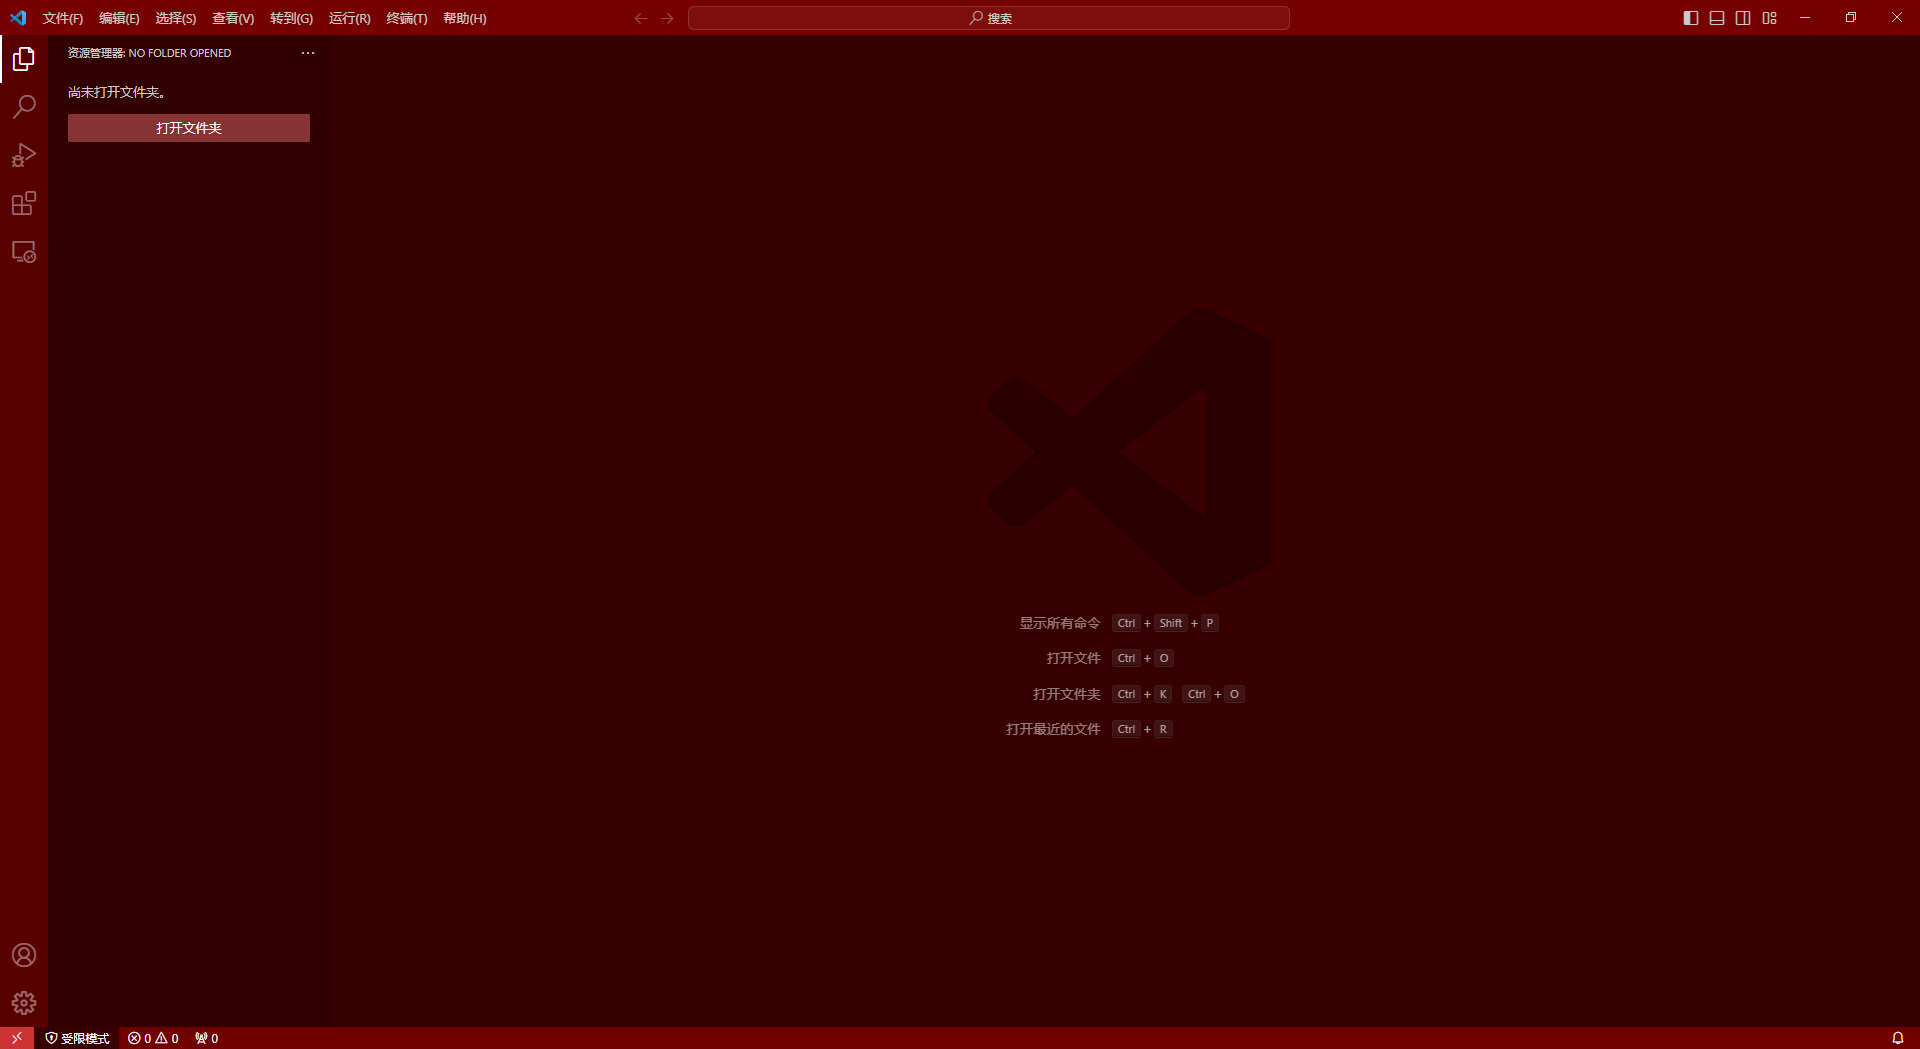 文件(F) 编辑(E) 选择(S) 查看(V) 转到(G) 运行(R) 终端(T) 帮助(H) 搜索
资源管理器: NO FOLDER OPENED
尚未打开文件夹。
打开文件夹
显示所有命令 Ctrl + Shift + P
打开文件 Ctrl + O
打开文件夹 Ctrl + K Ctrl + O
打开最近的文件 Ctrl + R
受限模式 0 0 0